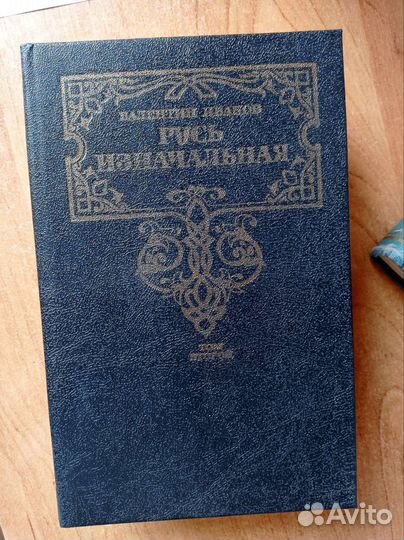 ВАЛЕНТИН ИВАНОВ
РУСЬ
ИЗНАЧАЛЬНАЯ
ТОМ
ВТОРОЙ
Avito